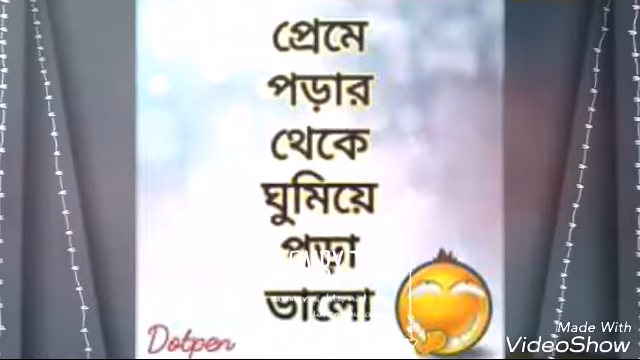 প্রেমে
পড়ার
থেকে
ঘুমিয়ে
পড়া
ভালো
Dotpen
Made With
VideoShow